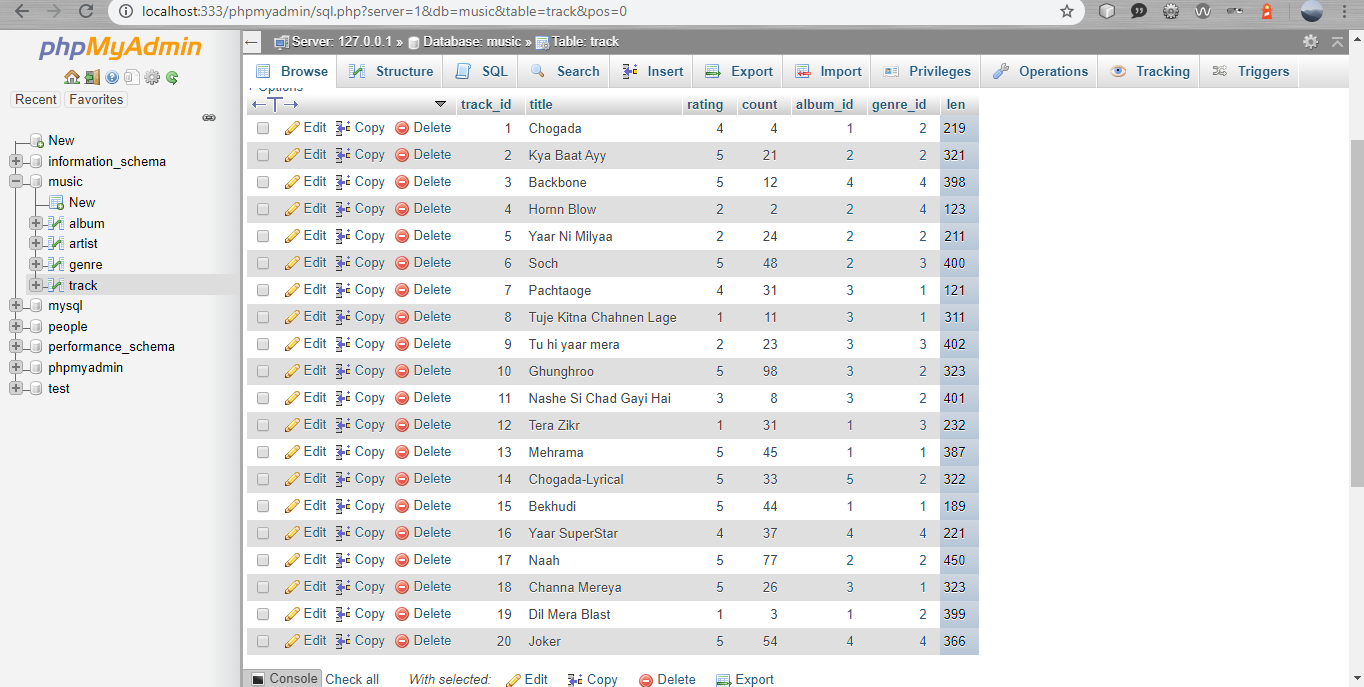 localhost:333/phpmyadmin/sql.php?server=1&db=music&table=track&pos=0
phpMyAdmin
Recent Favorites
New
information_schema
music
New
album
artist
genre
track
mysql
people
performance_schema
phpmyadmin
test
Server: 127.0.0.1 » Database: music » Table: track
Browse Structure SQL Search Insert Export Import Privileges Operations Tracking Triggers
+ Options
←T→ track_id title rating count album_id genre_id len
Edit Copy Delete 1 Chogada 4 4 1 2 219
Edit Copy Delete 2 Kya Baat Ayy 5 21 2 2 321
Edit Copy Delete 3 Backbone 5 12 4 4 398
Edit Copy Delete 4 Hornn Blow 2 2 2 4 123
Edit Copy Delete 5 Yaar Ni Milyaa 2 24 2 2 211
Edit Copy Delete 6 Soch 5 48 2 3 400
Edit Copy Delete 7 Pachtaoge 4 31 3 1 121
Edit Copy Delete 8 Tuje Kitna Chahnen Lage 1 11 3 1 311
Edit Copy Delete 9 Tu hi yaar mera 2 23 3 3 402
Edit Copy Delete 10 Ghunghroo 5 98 3 2 323
Edit Copy Delete 11 Nashe Si Chad Gayi Hai 3 8 3 2 401
Edit Copy Delete 12 Tera Zikr 1 31 1 3 232
Edit Copy Delete 13 Mehrama 5 45 1 1 387
Edit Copy Delete 14 Chogada-Lyrical 5 33 5 2 322
Edit Copy Delete 15 Bekhudi 5 44 1 1 189
Edit Copy Delete 16 Yaar SuperStar 4 37 4 4 221
Edit Copy Delete 17 Naah 5 77 2 2 450
Edit Copy Delete 18 Channa Mereya 5 26 3 1 323
Edit Copy Delete 19 Dil Mera Blast 1 3 1 2 399
Edit Copy Delete 20 Joker 5 54 4 4 366
Console Check all With selected: Edit Copy Delete Export